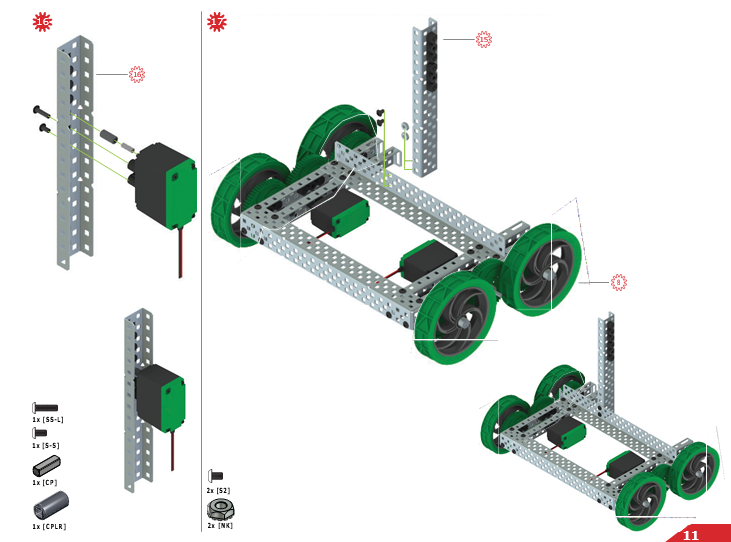 16
16
1x [SS-L]
1x [S-S]
1x [CP]
1x [CPLR]
17
15
8
2x [S2]
2x [NK]
11